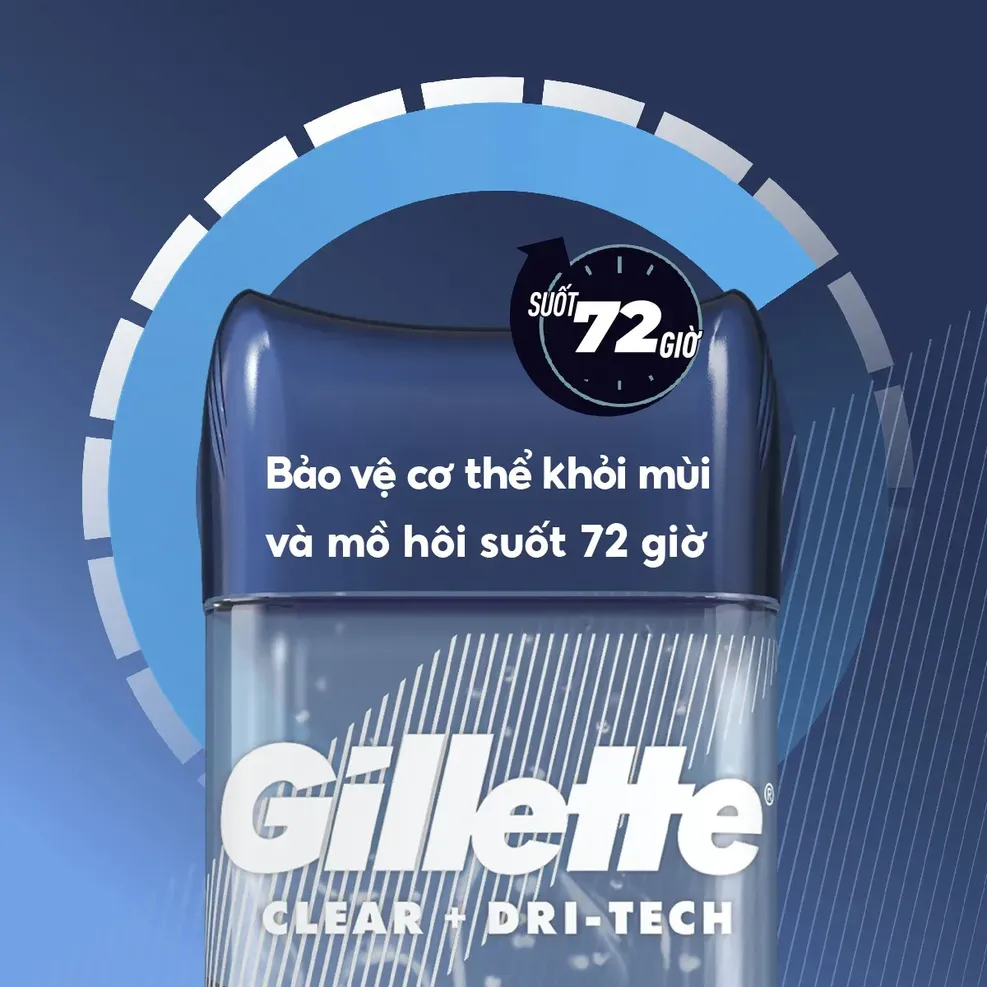 SUỐT
72
GIỜ
Bảo vệ cơ thể khỏi mùi
và mồ hôi suốt 72 giờ
Gillette®
CLEAR + DRI-TECH